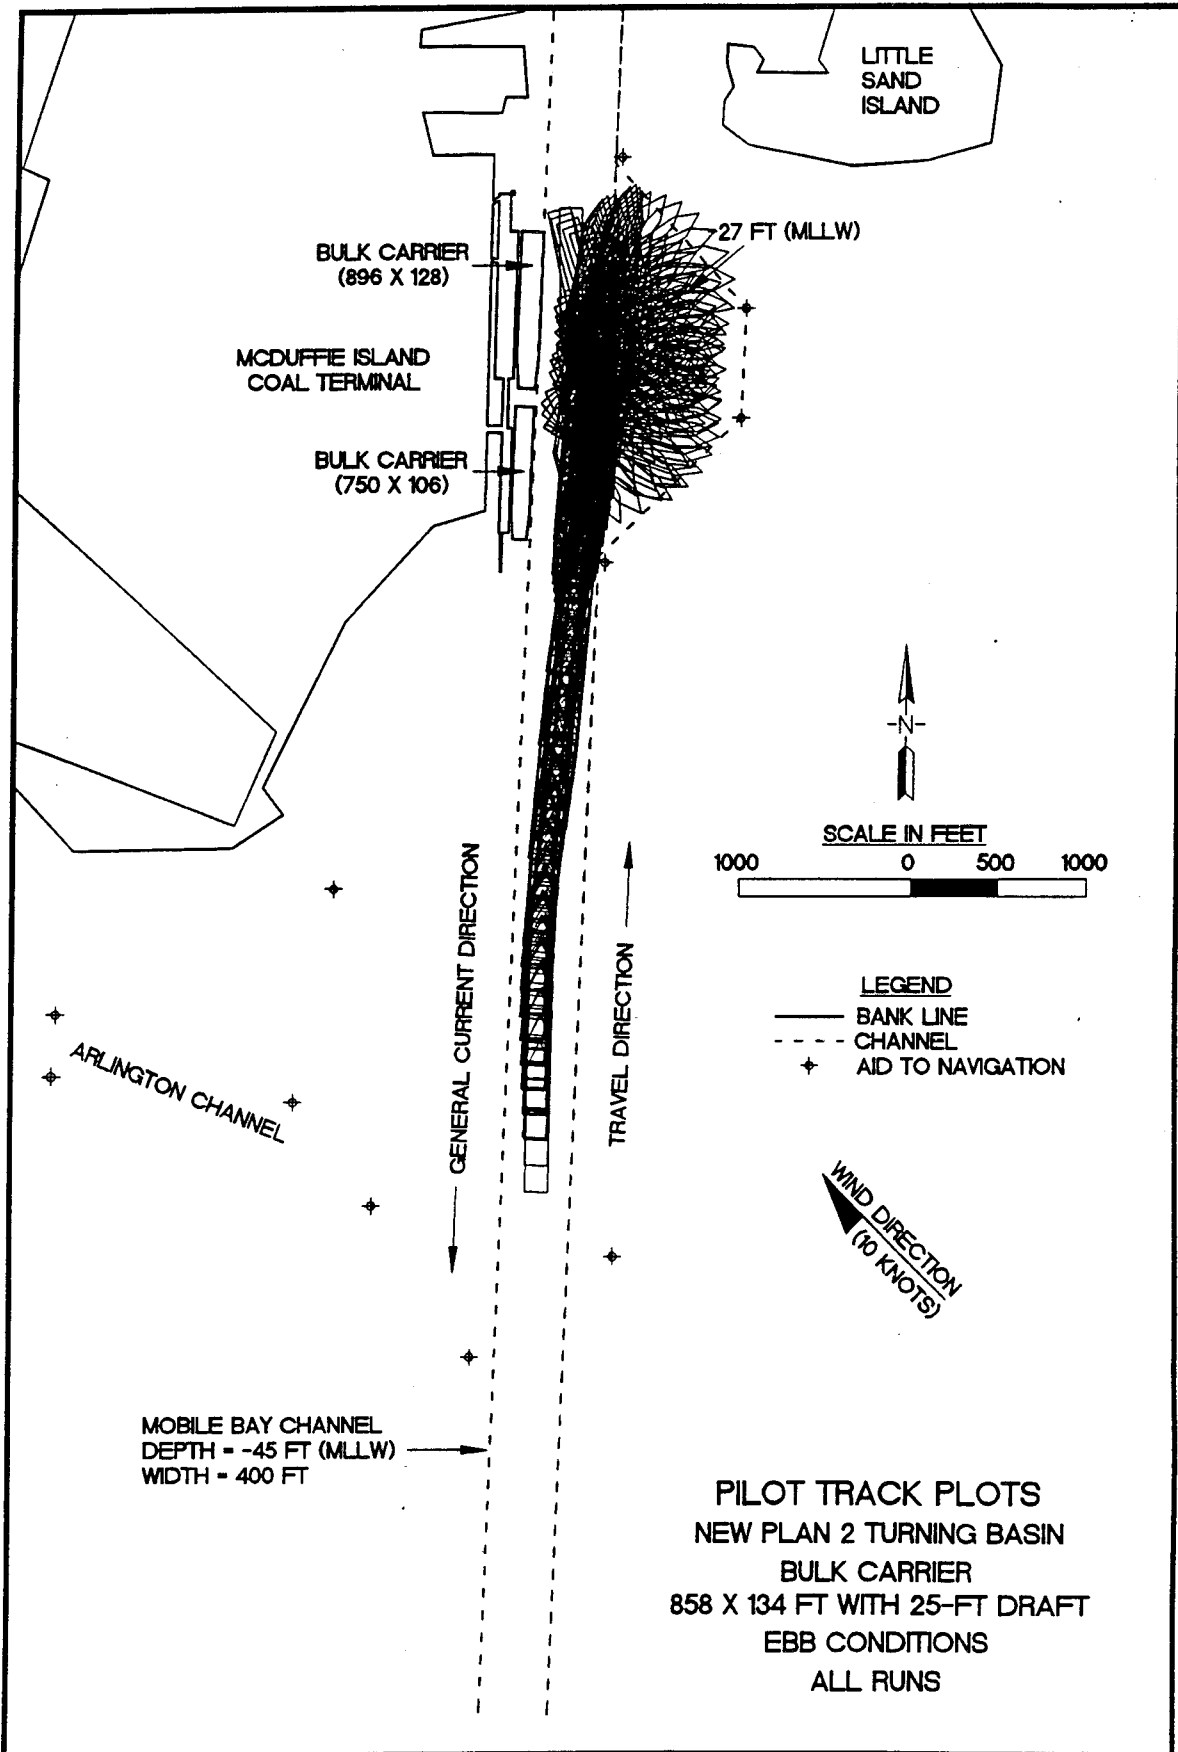 LITTLE
SAND
ISLAND
27 FT (MLLW)
BULK CARRIER
(896 X 128)
MCDUFFIE ISLAND
COAL TERMINAL
BULK CARRIER
(750 X 106)
-N-
SCALE IN FEET
1000 0 500 1000
GENERAL CURRENT DIRECTION
TRAVEL DIRECTION
LEGEND
BANK LINE
CHANNEL
AID TO NAVIGATION
ARLINGTON CHANNEL
WIND DIRECTION
(10 KNOTS)
MOBILE BAY CHANNEL
DEPTH = -45 FT (MLLW)
WIDTH = 400 FT
PILOT TRACK PLOTS
NEW PLAN 2 TURNING BASIN
BULK CARRIER
858 X 134 FT WITH 25-FT DRAFT
EBB CONDITIONS
ALL RUNS